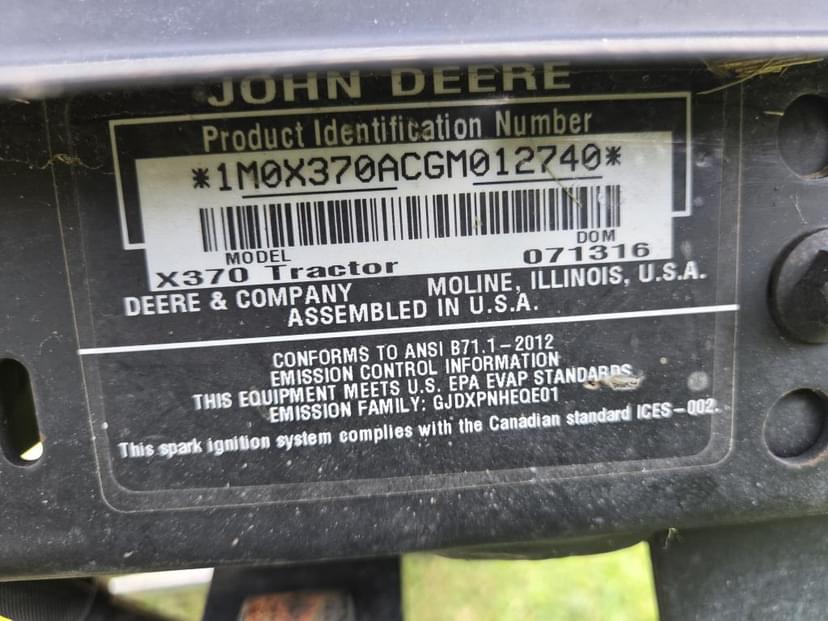 JOHN DEERE
Product Identification Number
*1M0X370ACGM012740*
MODEL DOM
X370 Tractor 071316
DEERE & COMPANY MOLINE, ILLINOIS, U.S.A.
ASSEMBLED IN U.S.A.
CONFORMS TO ANSI B71.1-2012
EMISSION CONTROL INFORMATION
THIS EQUIPMENT MEETS U.S. EPA EVAP STANDARDS
EMISSION FAMILY: GJDXPNHEQE01
This spark ignition system complies with the Canadian standard ICES-002.